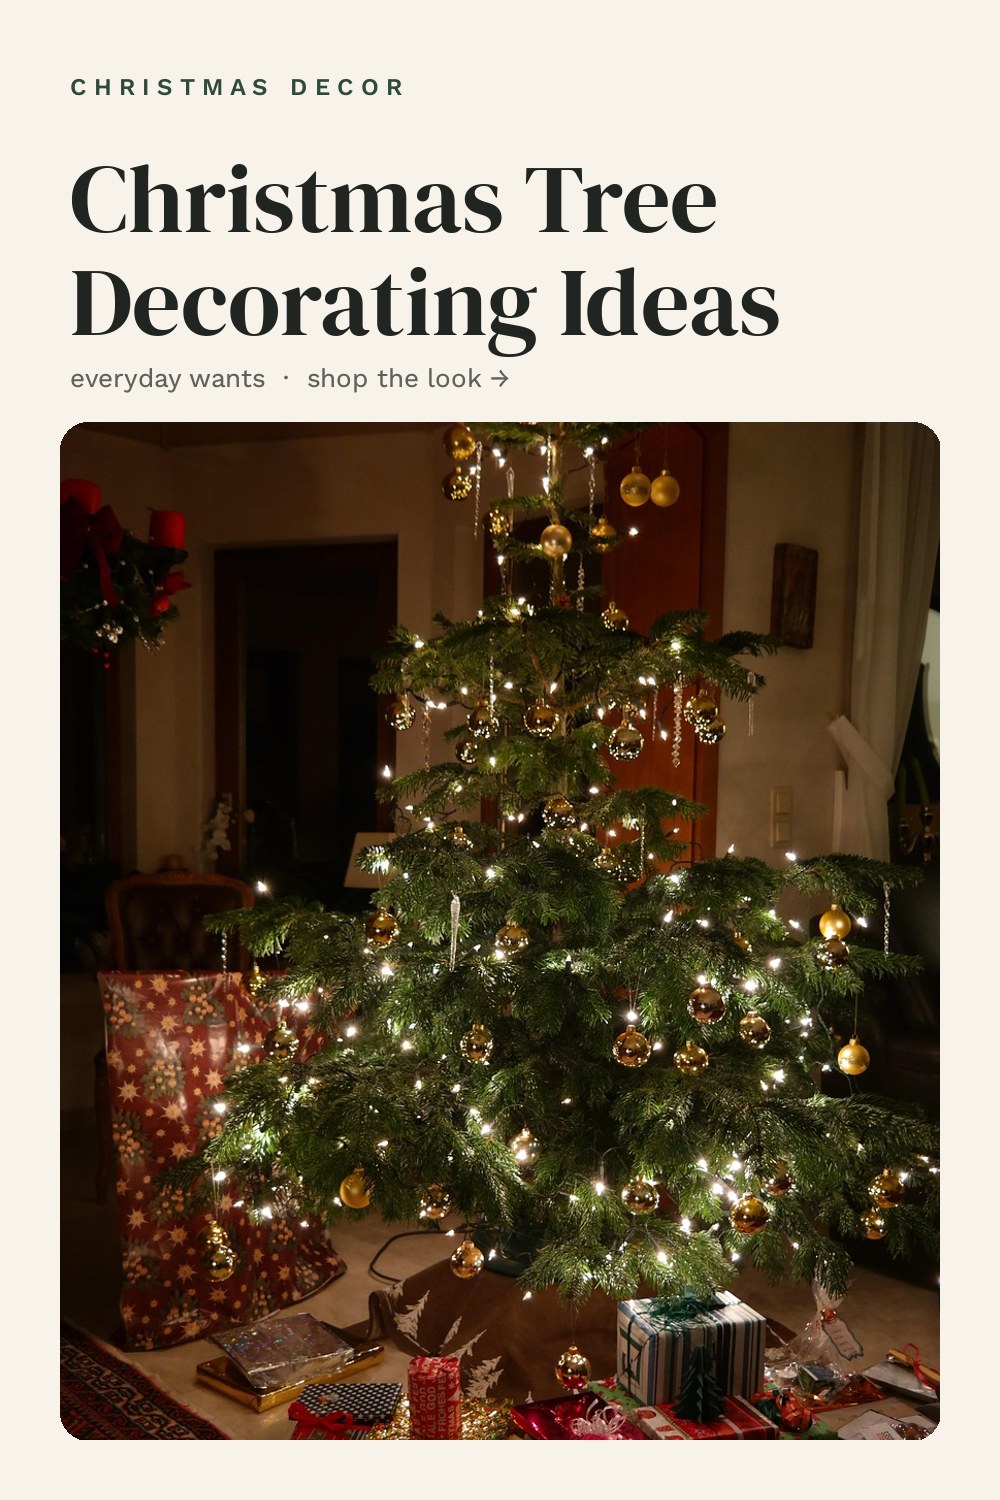 CHRISTMAS DECOR
Christmas Tree
Decorating Ideas
everyday wants · shop the look →